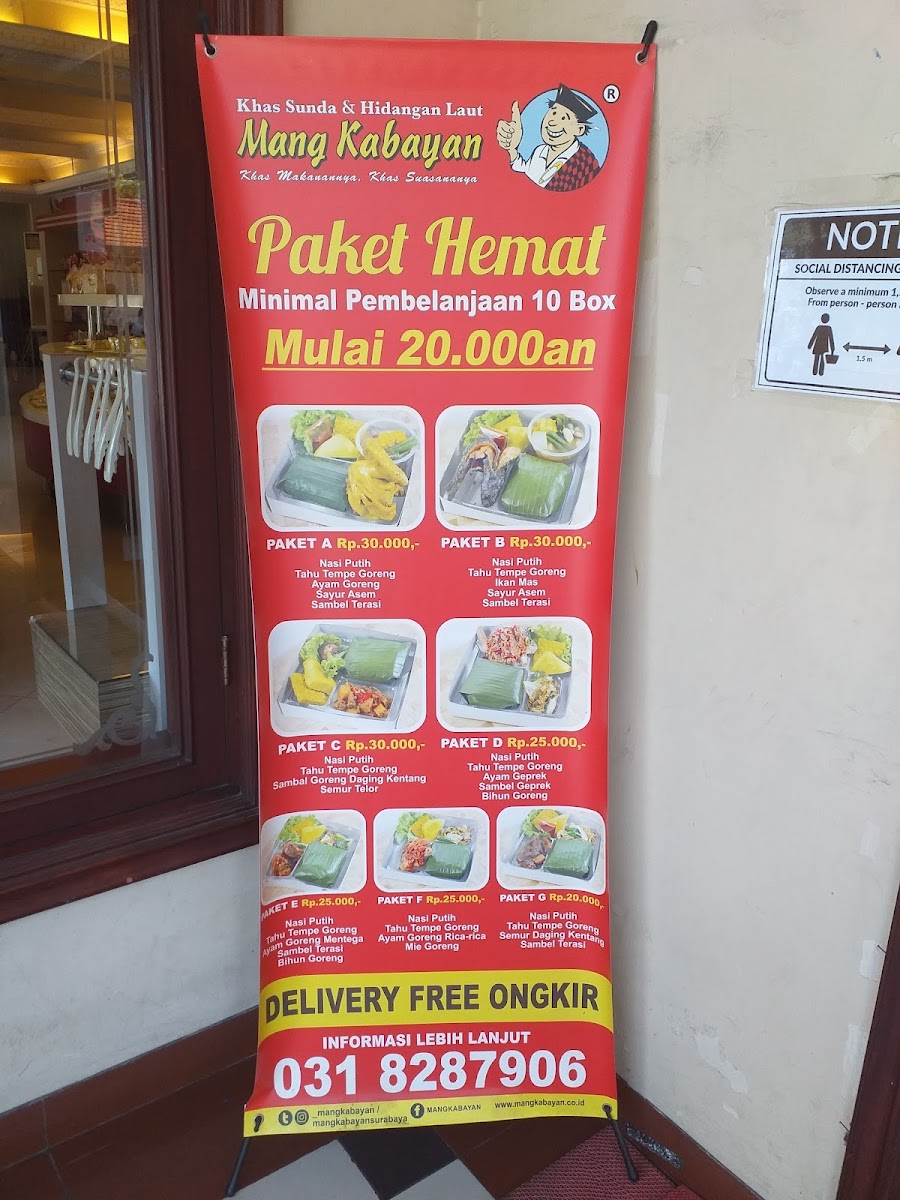 Khas Sunda & Hidangan Laut
Mang Kabayan
®
Khas Makanannya, Khas Suasananya
Paket Hemat
Minimal Pembelanjaan 10 Box
Mulai 20.000an
PAKET A Rp.30.000,-
Nasi Putih
Tahu Tempe Goreng
Ayam Goreng
Sayur Asem
Sambel Terasi
PAKET B Rp.30.000,-
Nasi Putih
Tahu Tempe Goreng
Ikan Mas
Sayur Asem
Sambel Terasi
PAKET C Rp.30.000,-
Nasi Putih
Tahu Tempe Goreng
Sambal Goreng Daging Kentang
Semur Telor
PAKET D Rp.25.000,-
Nasi Putih
Tahu Tempe Goreng
Ayam Geprek
Sambel Geprek
Bihun Goreng
PAKET E Rp.25.000,-
Nasi Putih
Tahu Tempe Goreng
Ayam Goreng Mentega
Sambel Terasi
Bihun Goreng
PAKET F Rp.25.000,-
Nasi Putih
Tahu Tempe Goreng
Ayam Goreng Rica-rica
Mie Goreng
PAKET G Rp.20.000,-
Nasi Putih
Tahu Tempe Goreng
Semur Daging Kentang
Sambel Terasi
DELIVERY FREE ONGKIR
INFORMASI LEBIH LANJUT
031 8287906
_mangkabayan /
mangkabayansurabaya
MANGKABAYAN
www.mangkabayan.co.id
NOTI
SOCIAL DISTANCING
Observe a minimum 1,
From person - person
1.5 m